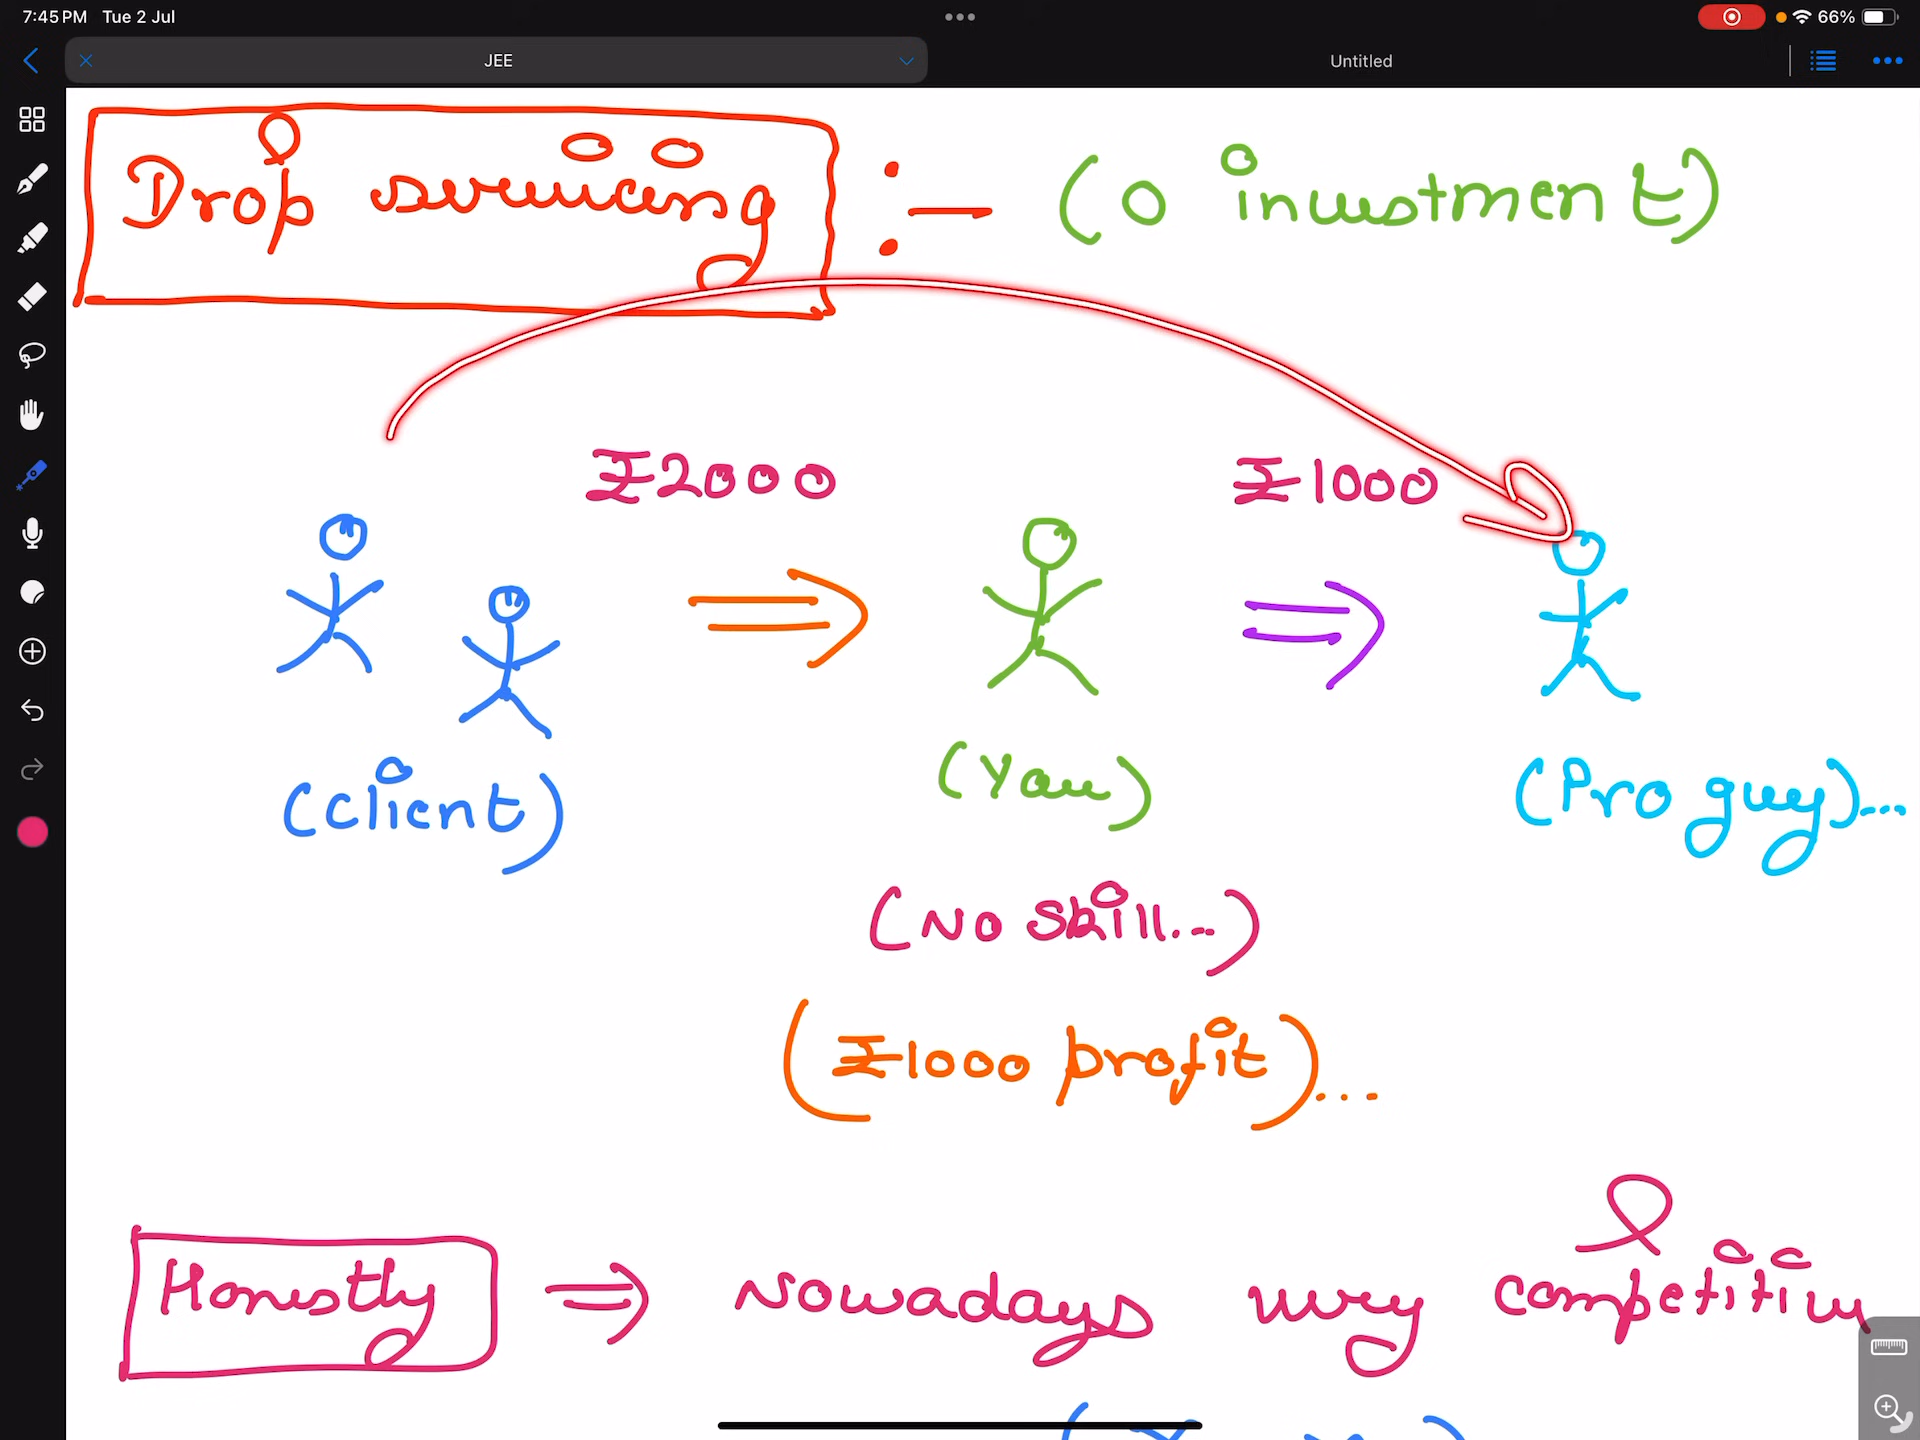 7:45 PM Tue 2 Jul
66%
JEE
Untitled
Drop servicing :- (0 investment)
₹2000
₹1000
(client)
(You)
(Pro guy)...
(No skill...)
(₹1000 profit)...
Honestly ⇒ Nowadays very competitive